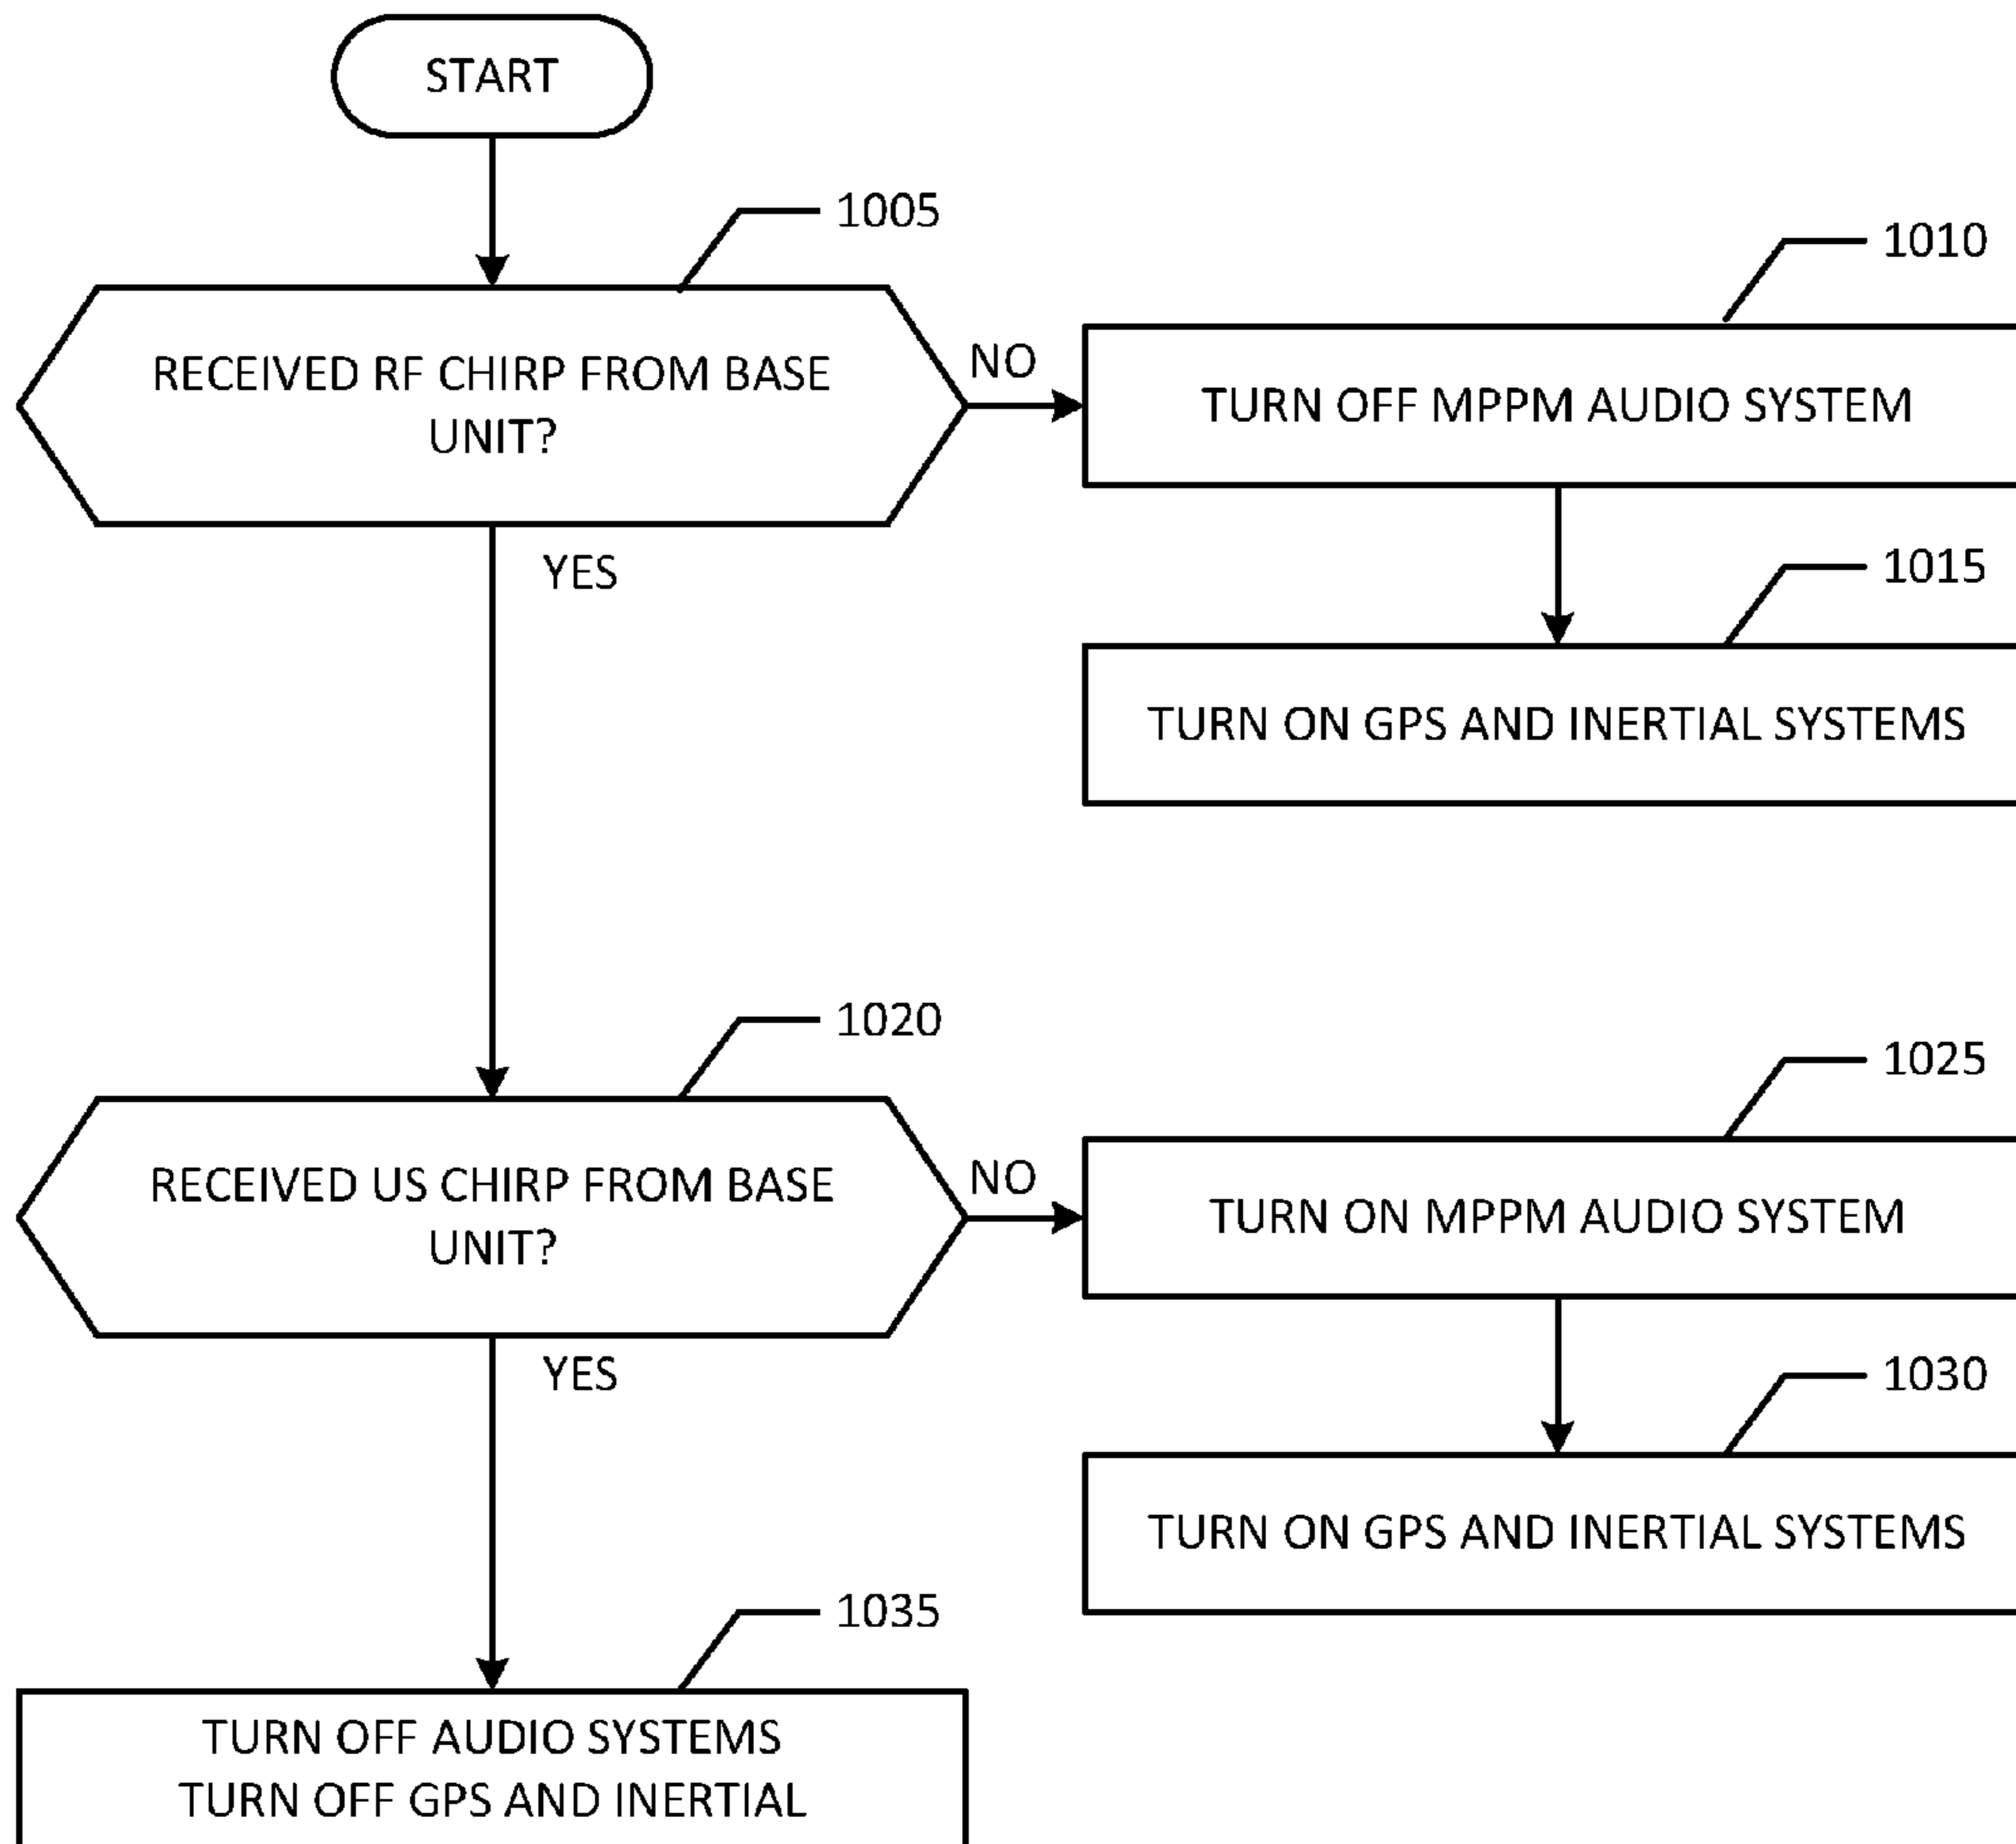 START
1005
1010
RECEIVED RF CHIRP FROM BASE
UNIT?
NO
TURN OFF MPPM AUDIO SYSTEM
YES
1015
TURN ON GPS AND INERTIAL SYSTEMS
1020
1025
RECEIVED US CHIRP FROM BASE
UNIT?
NO
TURN ON MPPM AUDIO SYSTEM
YES
1030
TURN ON GPS AND INERTIAL SYSTEMS
1035
TURN OFF AUDIO SYSTEMS
TURN OFF GPS AND INERTIAL